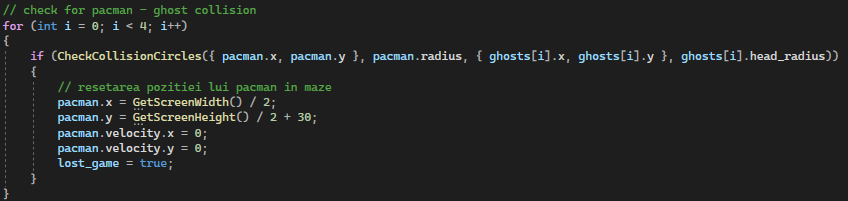 // check for pacman - ghost collision
for (int i = 0; i < 4; i++)
{
if (CheckCollisionCircles({ pacman.x, pacman.y }, pacman.radius, { ghosts[i].x, ghosts[i].y }, ghosts[i].head_radius))
{
// resetarea pozitiei lui pacman in maze
pacman.x = GetScreenWidth() / 2;
pacman.y = GetScreenHeight() / 2 + 30;
pacman.velocity.x = 0;
pacman.velocity.y = 0;
lost_game = true;
}
}